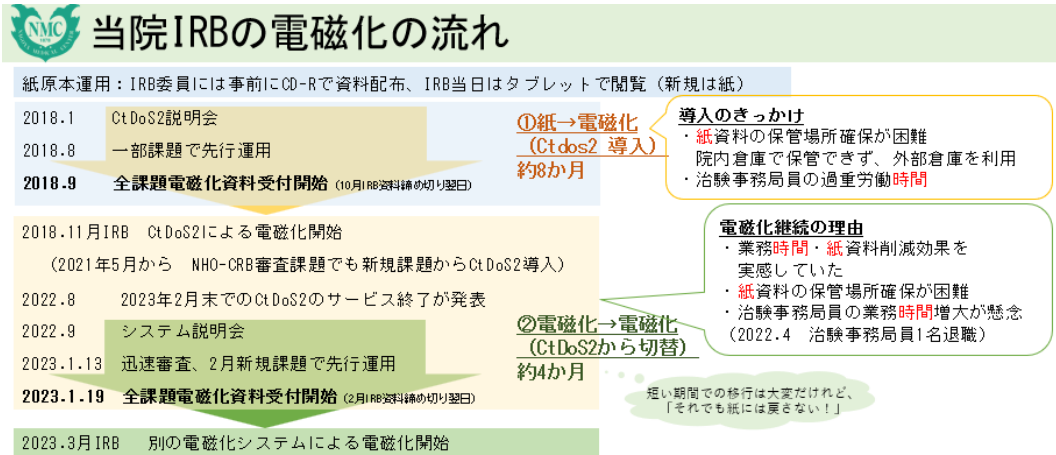 NMC
当院IRBの電磁化の流れ
紙原本運用：IRB委員には事前にCD-Rで資料配布、IRB当日はタブレットで閲覧（新規は紙）
2018.1 CtDoS2説明会
2018.8 一部課題で先行運用
2018.9 全課題電磁化資料受付開始（10月IRB資料締め切り翌日）
①紙→電磁化
（Ctdos2 導入）
約8か月
導入のきっかけ
・紙資料の保管場所確保が困難
院内倉庫で保管できず、外部倉庫を利用
・治験事務局員の過重労働時間
2018.11月IRB CtDoS2による電磁化開始
（2021年5月から NHO-CRB審査課題でも新規課題からCtDoS2導入）
2022.8 2023年2月末でのCtDoS2のサービス終了が発表
2022.9 システム説明会
2023.1.13 迅速審査、2月新規課題で先行運用
2023.1.19 全課題電磁化資料受付開始（2月IRB資料締め切り翌日）
②電磁化→電磁化
（CtDoS2から切替）
約4か月
電磁化継続の理由
・業務時間・紙資料削減効果を
実感していた
・紙資料の保管場所確保が困難
・治験事務局員の業務時間増大が懸念
（2022.4 治験事務局員1名退職）
短い期間での移行は大変だけれど、
「それでも紙には戻さない！」
2023.3月IRB 別の電磁化システムによる電磁化開始